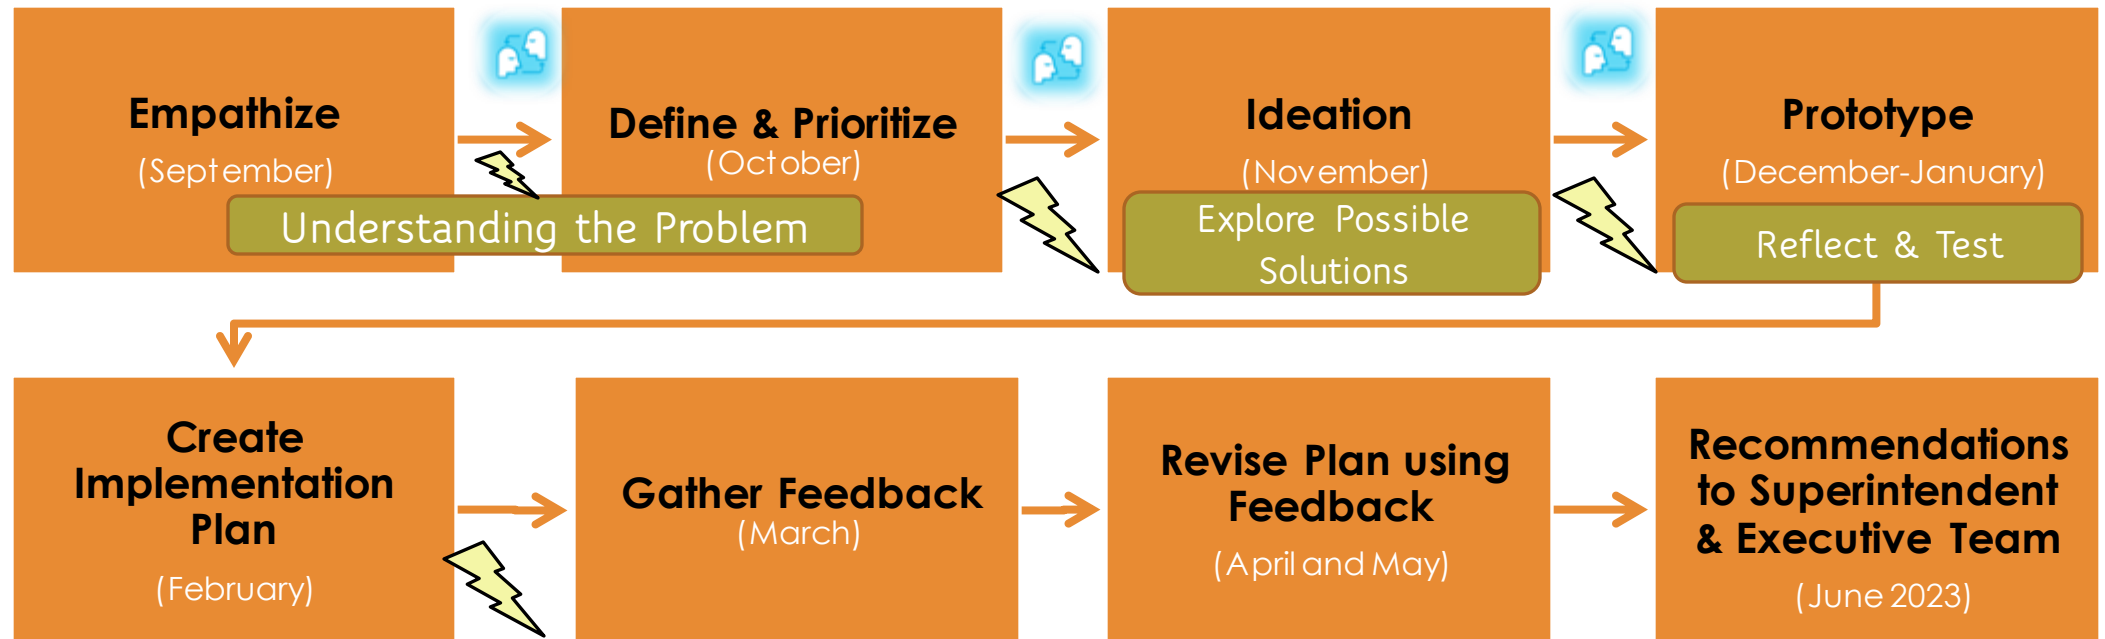 Empathize
(September)
Define & Prioritize
(October)
Understanding the Problem
Ideation
(November)
Explore Possible
Solutions
Prototype
(December-January)
Reflect & Test
Create
Implementation
Plan
(February)
Gather Feedback
(March)
Revise Plan using
Feedback
(April and May)
Recommendations
to Superintendent
& Executive Team
(June 2023)